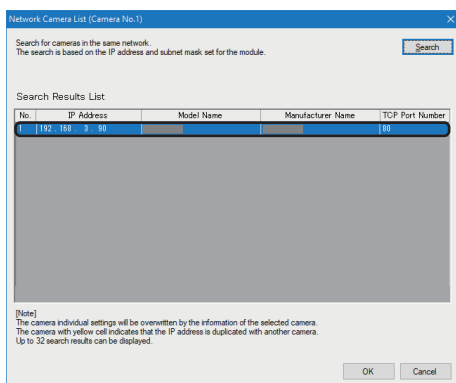 Network Camera List (Camera No.1)
Search for cameras in the same network.
The search is based on the IP address and subnet mask set for the module.
Search
Search Results List
No. IP Address Model Name Manufacturer Name TCP Port Number
1 192 . 168 . 3 . 90 80
[Note]
The camera individual settings will be overwritten by the information of the selected camera.
The camera with yellow cell indicates that the IP address is duplicated with another camera.
Up to 32 search results can be displayed.
OK Cancel